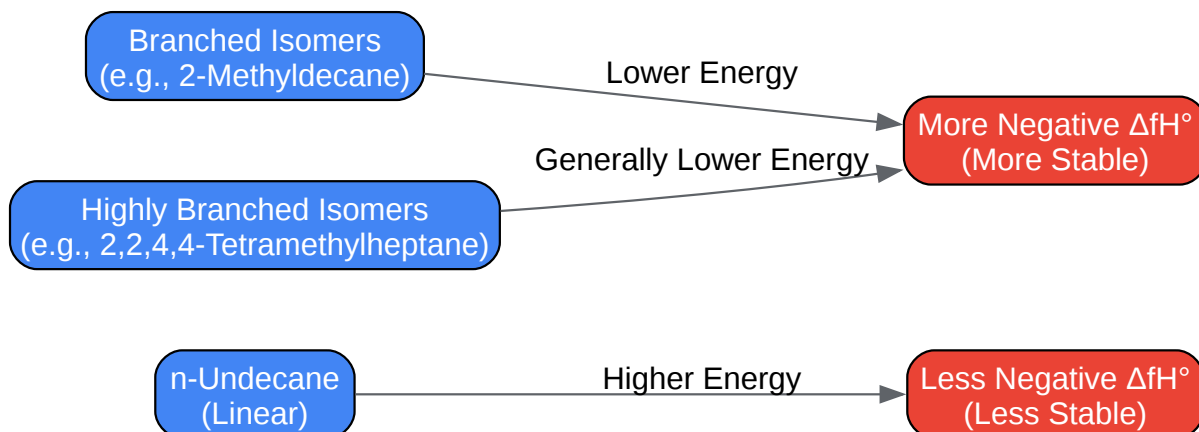 Branched Isomers
(e.g., 2-Methyldecane)
Lower Energy
More Negative ΔfH°
(More Stable)
Generally Lower Energy
Highly Branched Isomers
(e.g., 2,2,4,4-Tetramethylheptane)
n-Undecane
(Linear)
Higher Energy
Less Negative ΔfH°
(Less Stable)